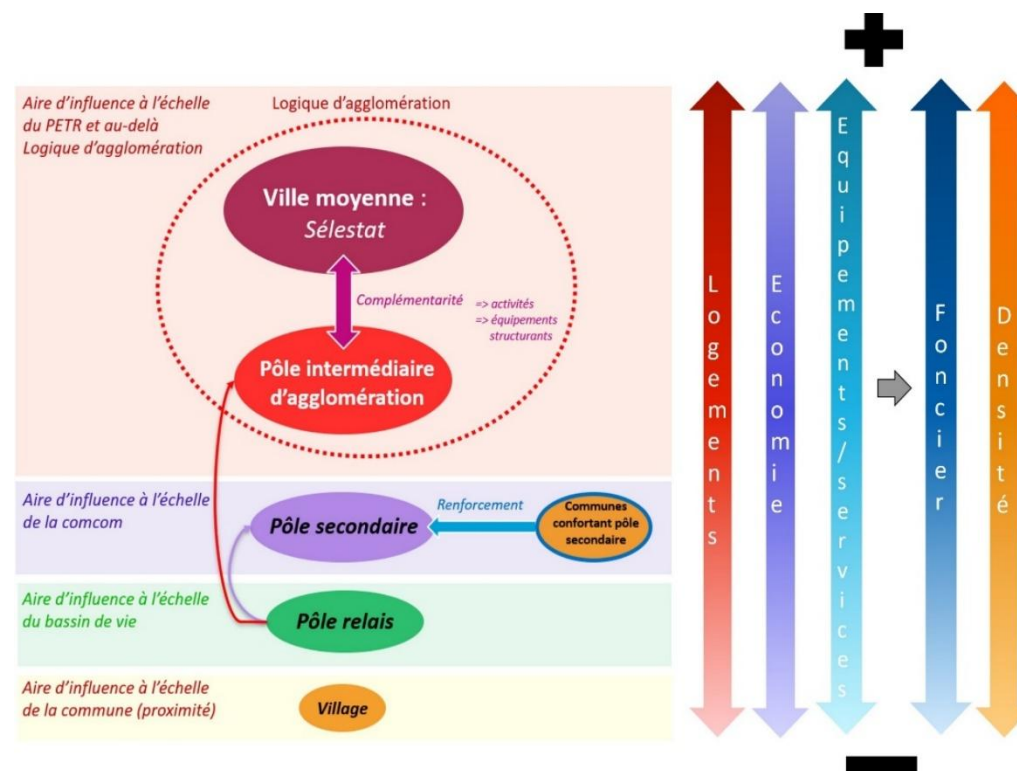 Aire d'influence à l'échelle
du PETR et au-delà
Logique d'agglomération
Logique d'agglomération
Ville moyenne :
Sélestat
Complémentarité
=> activités
=> équipements
structurants
Pôle intermédiaire
d'agglomération
Aire d'influence à l'échelle
de la comcom
Pôle secondaire
Renforcement
Communes
confortant pôle
secondaire
Aire d'influence à l'échelle
du bassin de vie
Pôle relais
Aire d'influence à l'échelle
de la commune (proximité)
Village
Logements
Economie
Equipements/services
Foncier
Densité